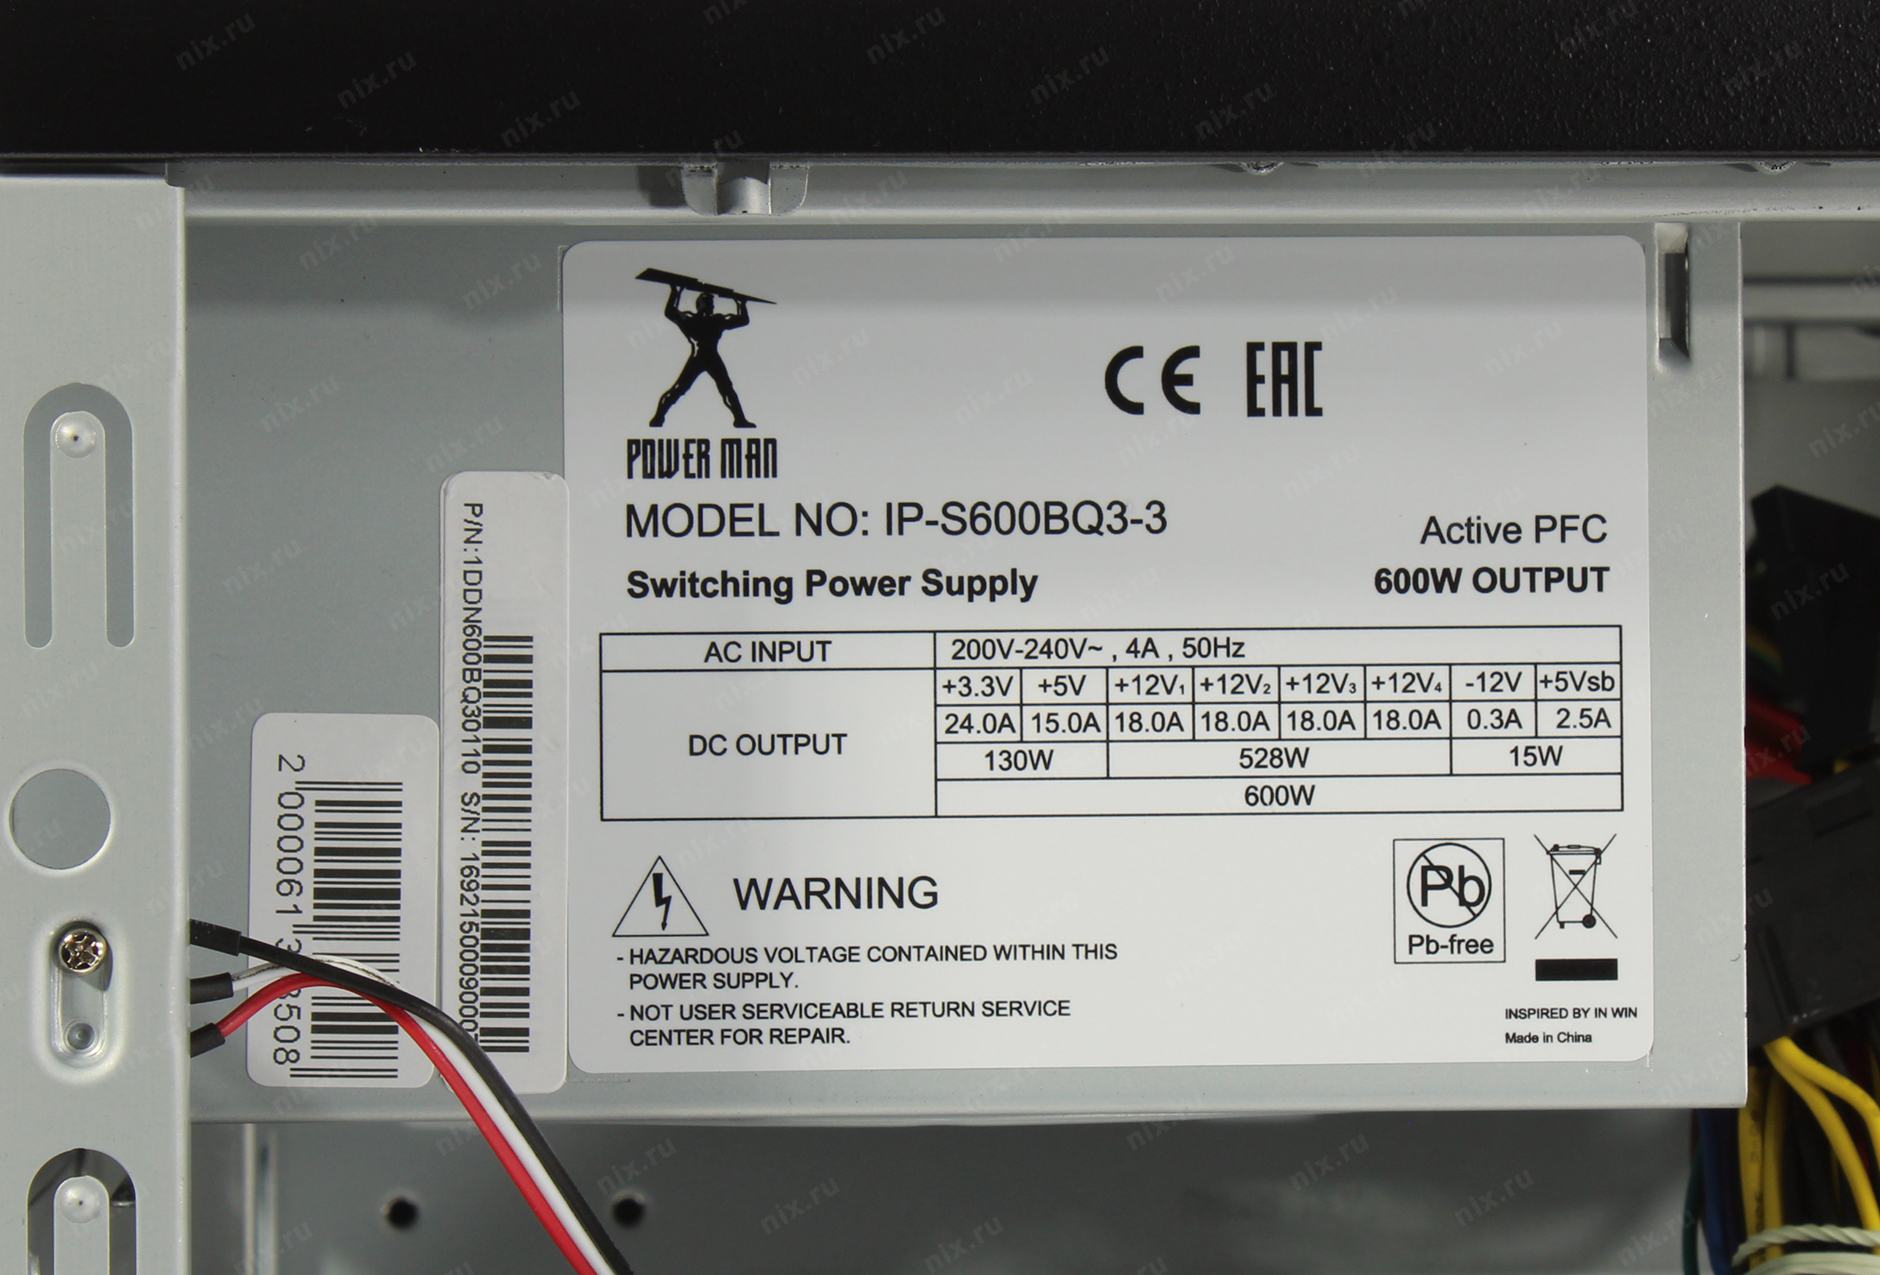 POWER MAN
CE EAC
MODEL NO: IP-S600BQ3-3
Active PFC
Switching Power Supply
600W OUTPUT
AC INPUT 200V-240V~ , 4A , 50Hz
DC OUTPUT
+3.3V +5V +12V₁ +12V₂ +12V₃ +12V₄ -12V +5Vsb
24.0A 15.0A 18.0A 18.0A 18.0A 18.0A 0.3A 2.5A
130W 528W 15W
600W
WARNING
- HAZARDOUS VOLTAGE CONTAINED WITHIN THIS
POWER SUPPLY.
- NOT USER SERVICEABLE RETURN SERVICE
CENTER FOR REPAIR.
Pb
Pb-free
INSPIRED BY IN WIN
Made in China
P/N:1DDN600BQ30110 S/N:
nix.ru